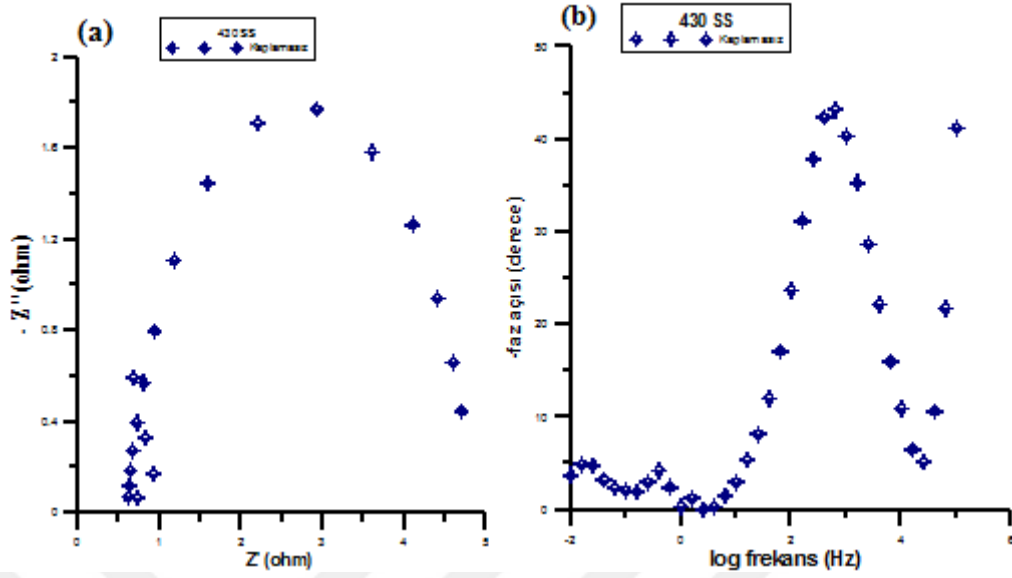 (a)
430 SS
Kaplamasız
2
1.6
1.2
0.8
0.4
0
- Z''(ohm)
0 1 2 3 4 5
Z' (ohm)
(b)
430 SS
Kaplamasız
50
40
30
20
10
0
-faz açısı (derece)
-2 0 2 4 6
log frekans (Hz)